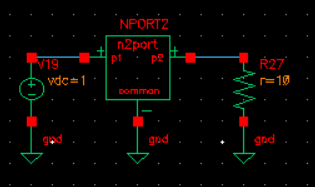 NPORT2
n2port
p1 p2
V19
R27
vdc=1
r=10
common
gnd gnd gnd